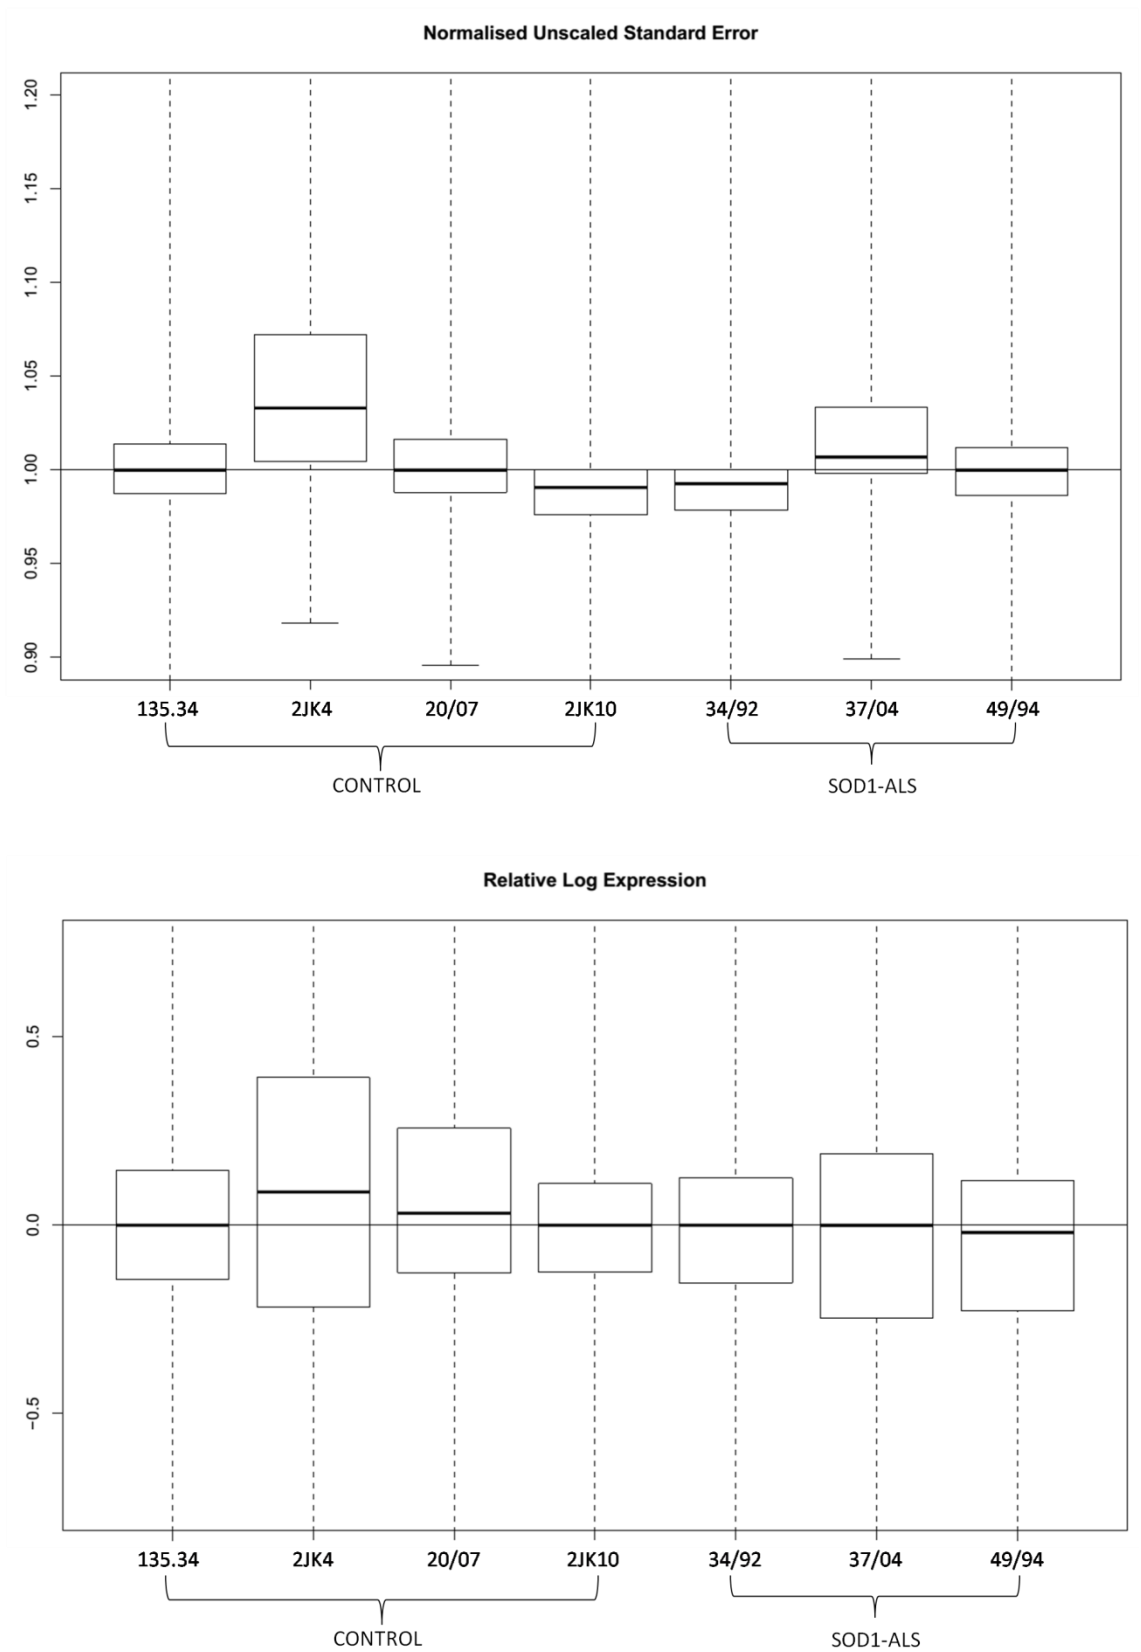 Normalised Unscaled Standard Error
1.20
1.15
1.10
1.05
1.00
0.95
0.90
135.34 2JK4 20/07 2JK10 34/92 37/04 49/94
CONTROL SOD1-ALS
Relative Log Expression
0.5
0.0
−0.5
135.34 2JK4 20/07 2JK10 34/92 37/04 49/94
CONTROL SOD1-ALS